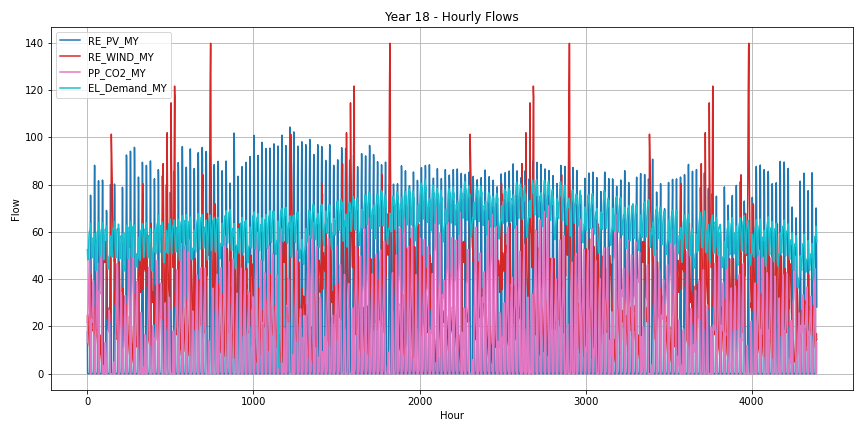 Year 18 - Hourly Flows
RE_PV_MY
RE_WIND_MY
PP_CO2_MY
EL_Demand_MY
140
120
100
80
60
40
20
0
Flow
0 1000 2000 3000 4000
Hour